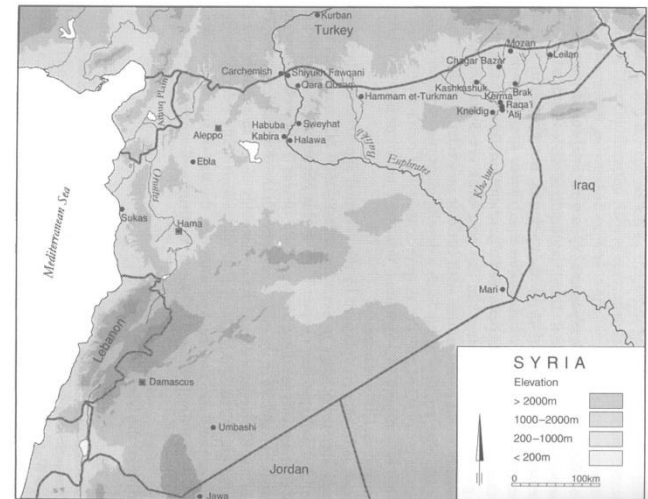 Kurban
Turkey
Mozan
Chagar Bazar
Leilan
Carchemish
Shiyukh Fawqani
Qara Quzaq
Kashkashuk
Brak
Hammam et-Turkman
Kerma
Raqa'i
'Atij
Kneidig
Amuq Plain
Aleppo
Habuba
Kabira
Sweyhat
Halawa
Balikh
Ebla
Orontes
Euphrates
Khabur
Iraq
Mediterranean Sea
Sukas
Hama
Mari
Lebanon
Damascus
Umbashi
Jordan
Jawa
SYRIA
Elevation
> 2000m
1000–2000m
200–1000m
< 200m
0 100km